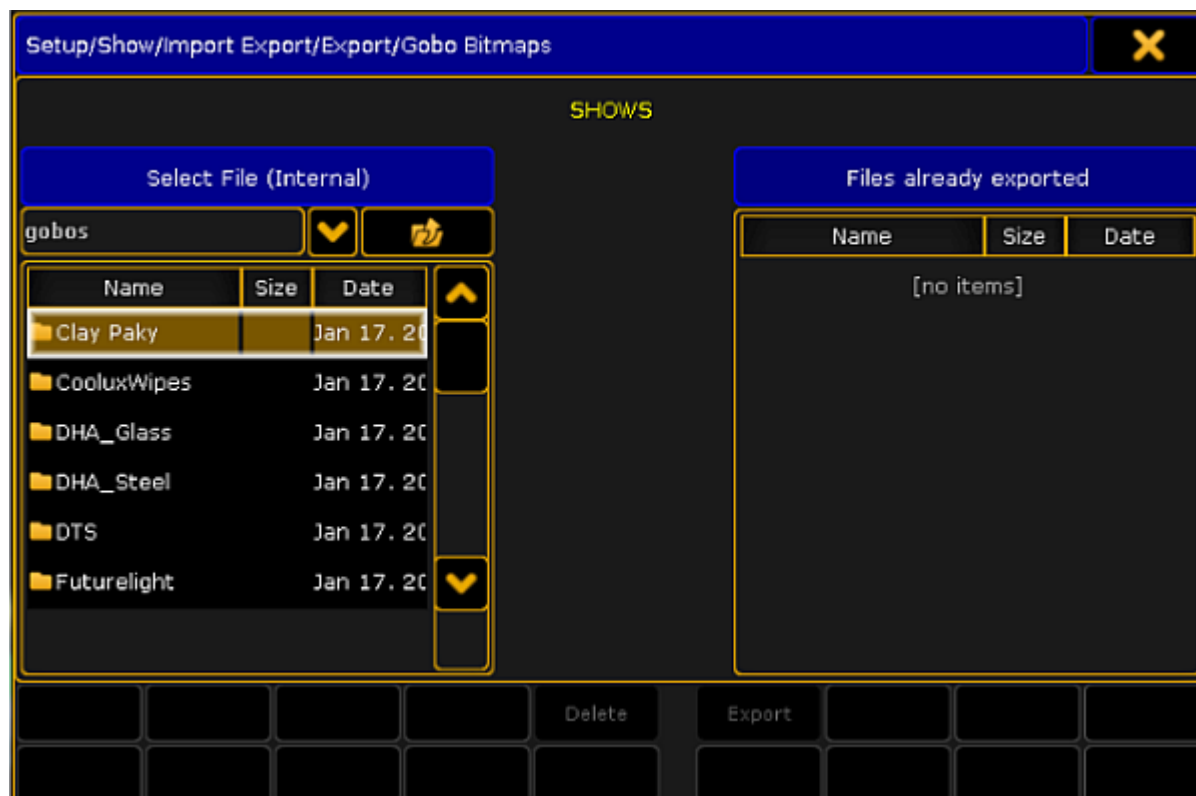 Setup/Show/Import Export/Export/Gobo Bitmaps
SHOWS
Select File (Internal)
Files already exported
gobos
Name Size Date
Name Size Date
[no items]
Clay Paky Jan 17. 20
CooluxWipes Jan 17. 20
DHA_Glass Jan 17. 20
DHA_Steel Jan 17. 20
DTS Jan 17. 20
Futurelight Jan 17. 20
Delete Export